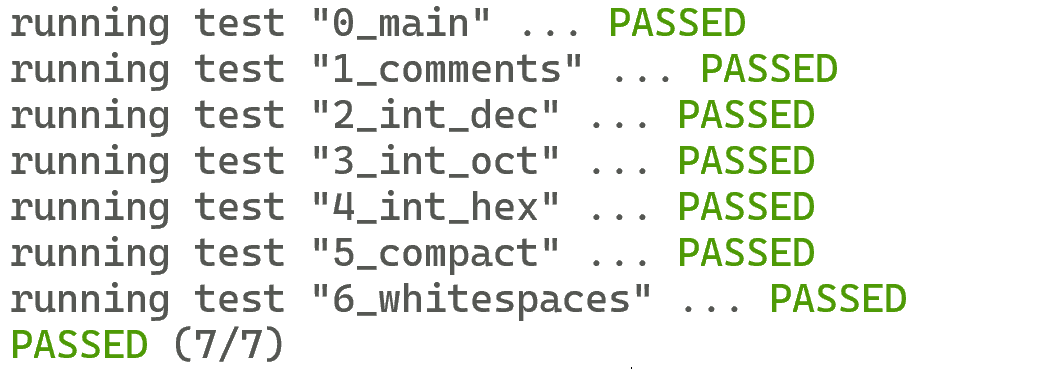 running test "0_main" ... PASSED
running test "1_comments" ... PASSED
running test "2_int_dec" ... PASSED
running test "3_int_oct" ... PASSED
running test "4_int_hex" ... PASSED
running test "5_compact" ... PASSED
running test "6_whitespaces" ... PASSED
PASSED (7/7)